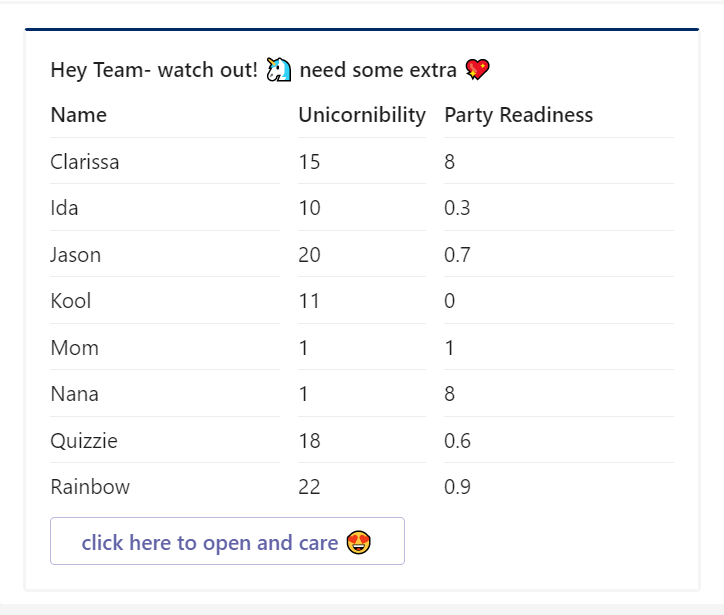 Hey Team- watch out! 🦄 need some extra 💖
Name Unicornibility Party Readiness
Clarissa 15 8
Ida 10 0.3
Jason 20 0.7
Kool 11 0
Mom 1 1
Nana 1 8
Quizzie 18 0.6
Rainbow 22 0.9
click here to open and care 😍